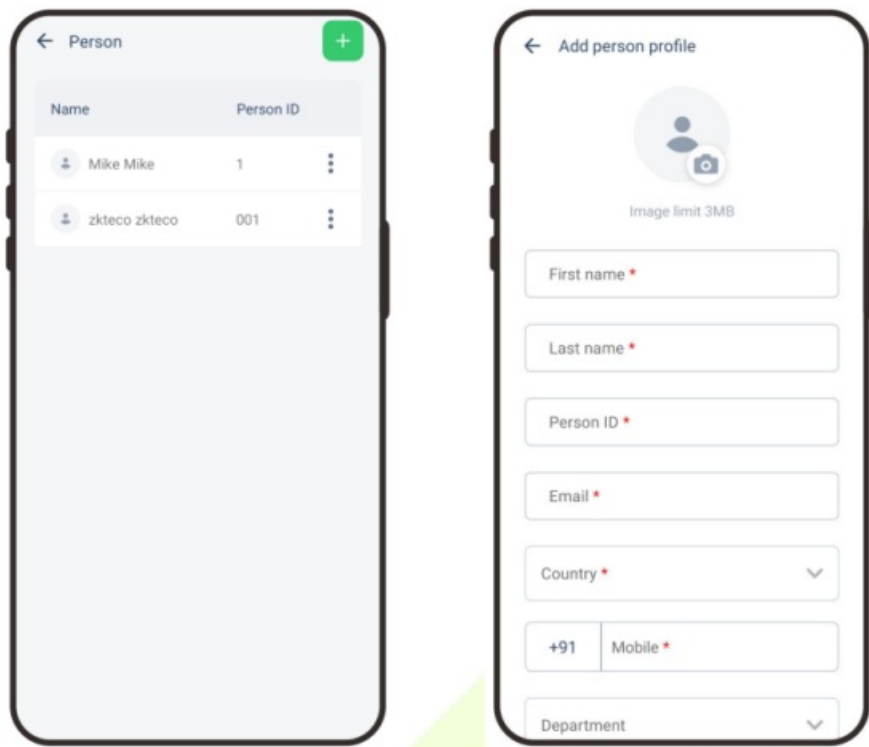 Person
+
Name Person ID
Mike Mike 1
zkteco zkteco 001
Add person profile
Image limit 3MB
First name *
Last name *
Person ID *
Email *
Country *
+91 Mobile *
Department